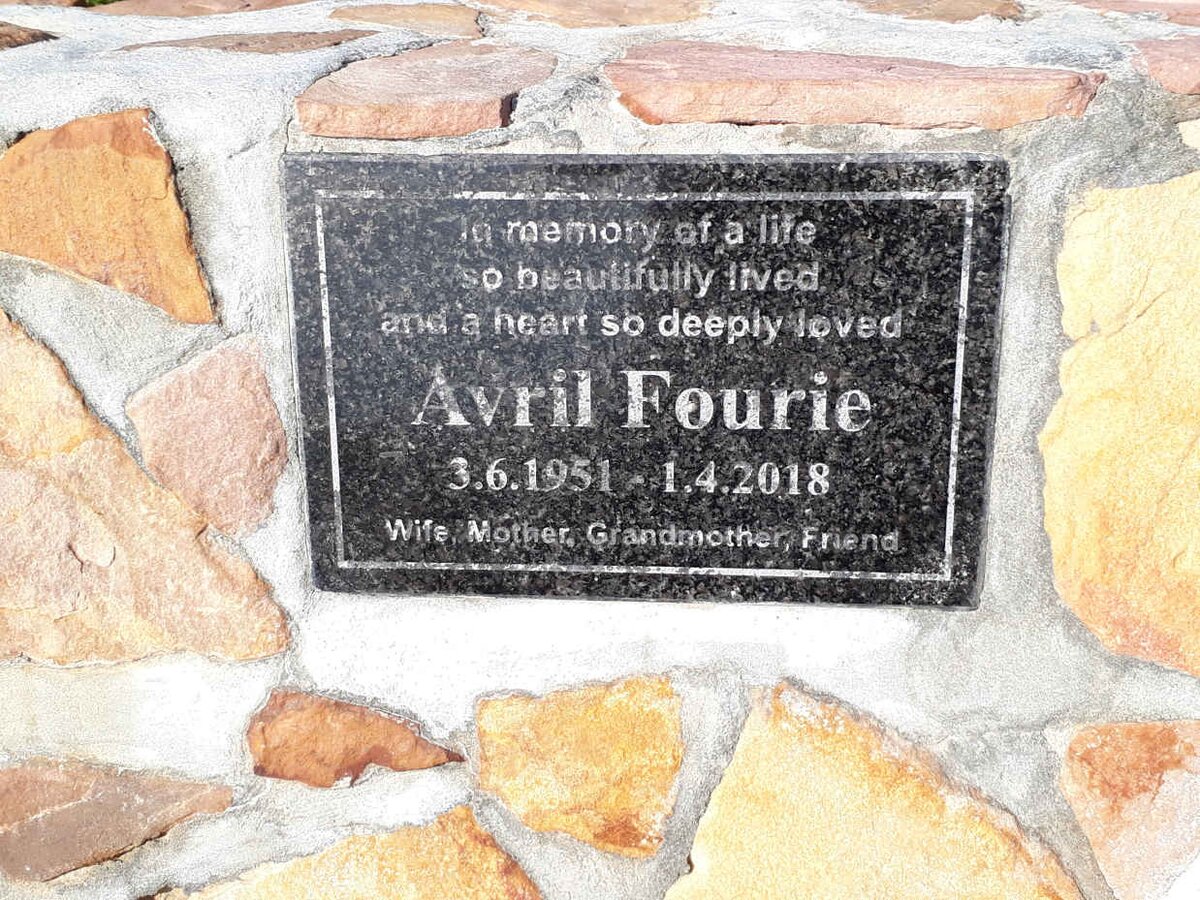 In memory of a life
so beautifully lived
and a heart so deeply loved
Avril Fourie
3.6.1951 - 1.4.2018
Wife, Mother, Grandmother, Friend